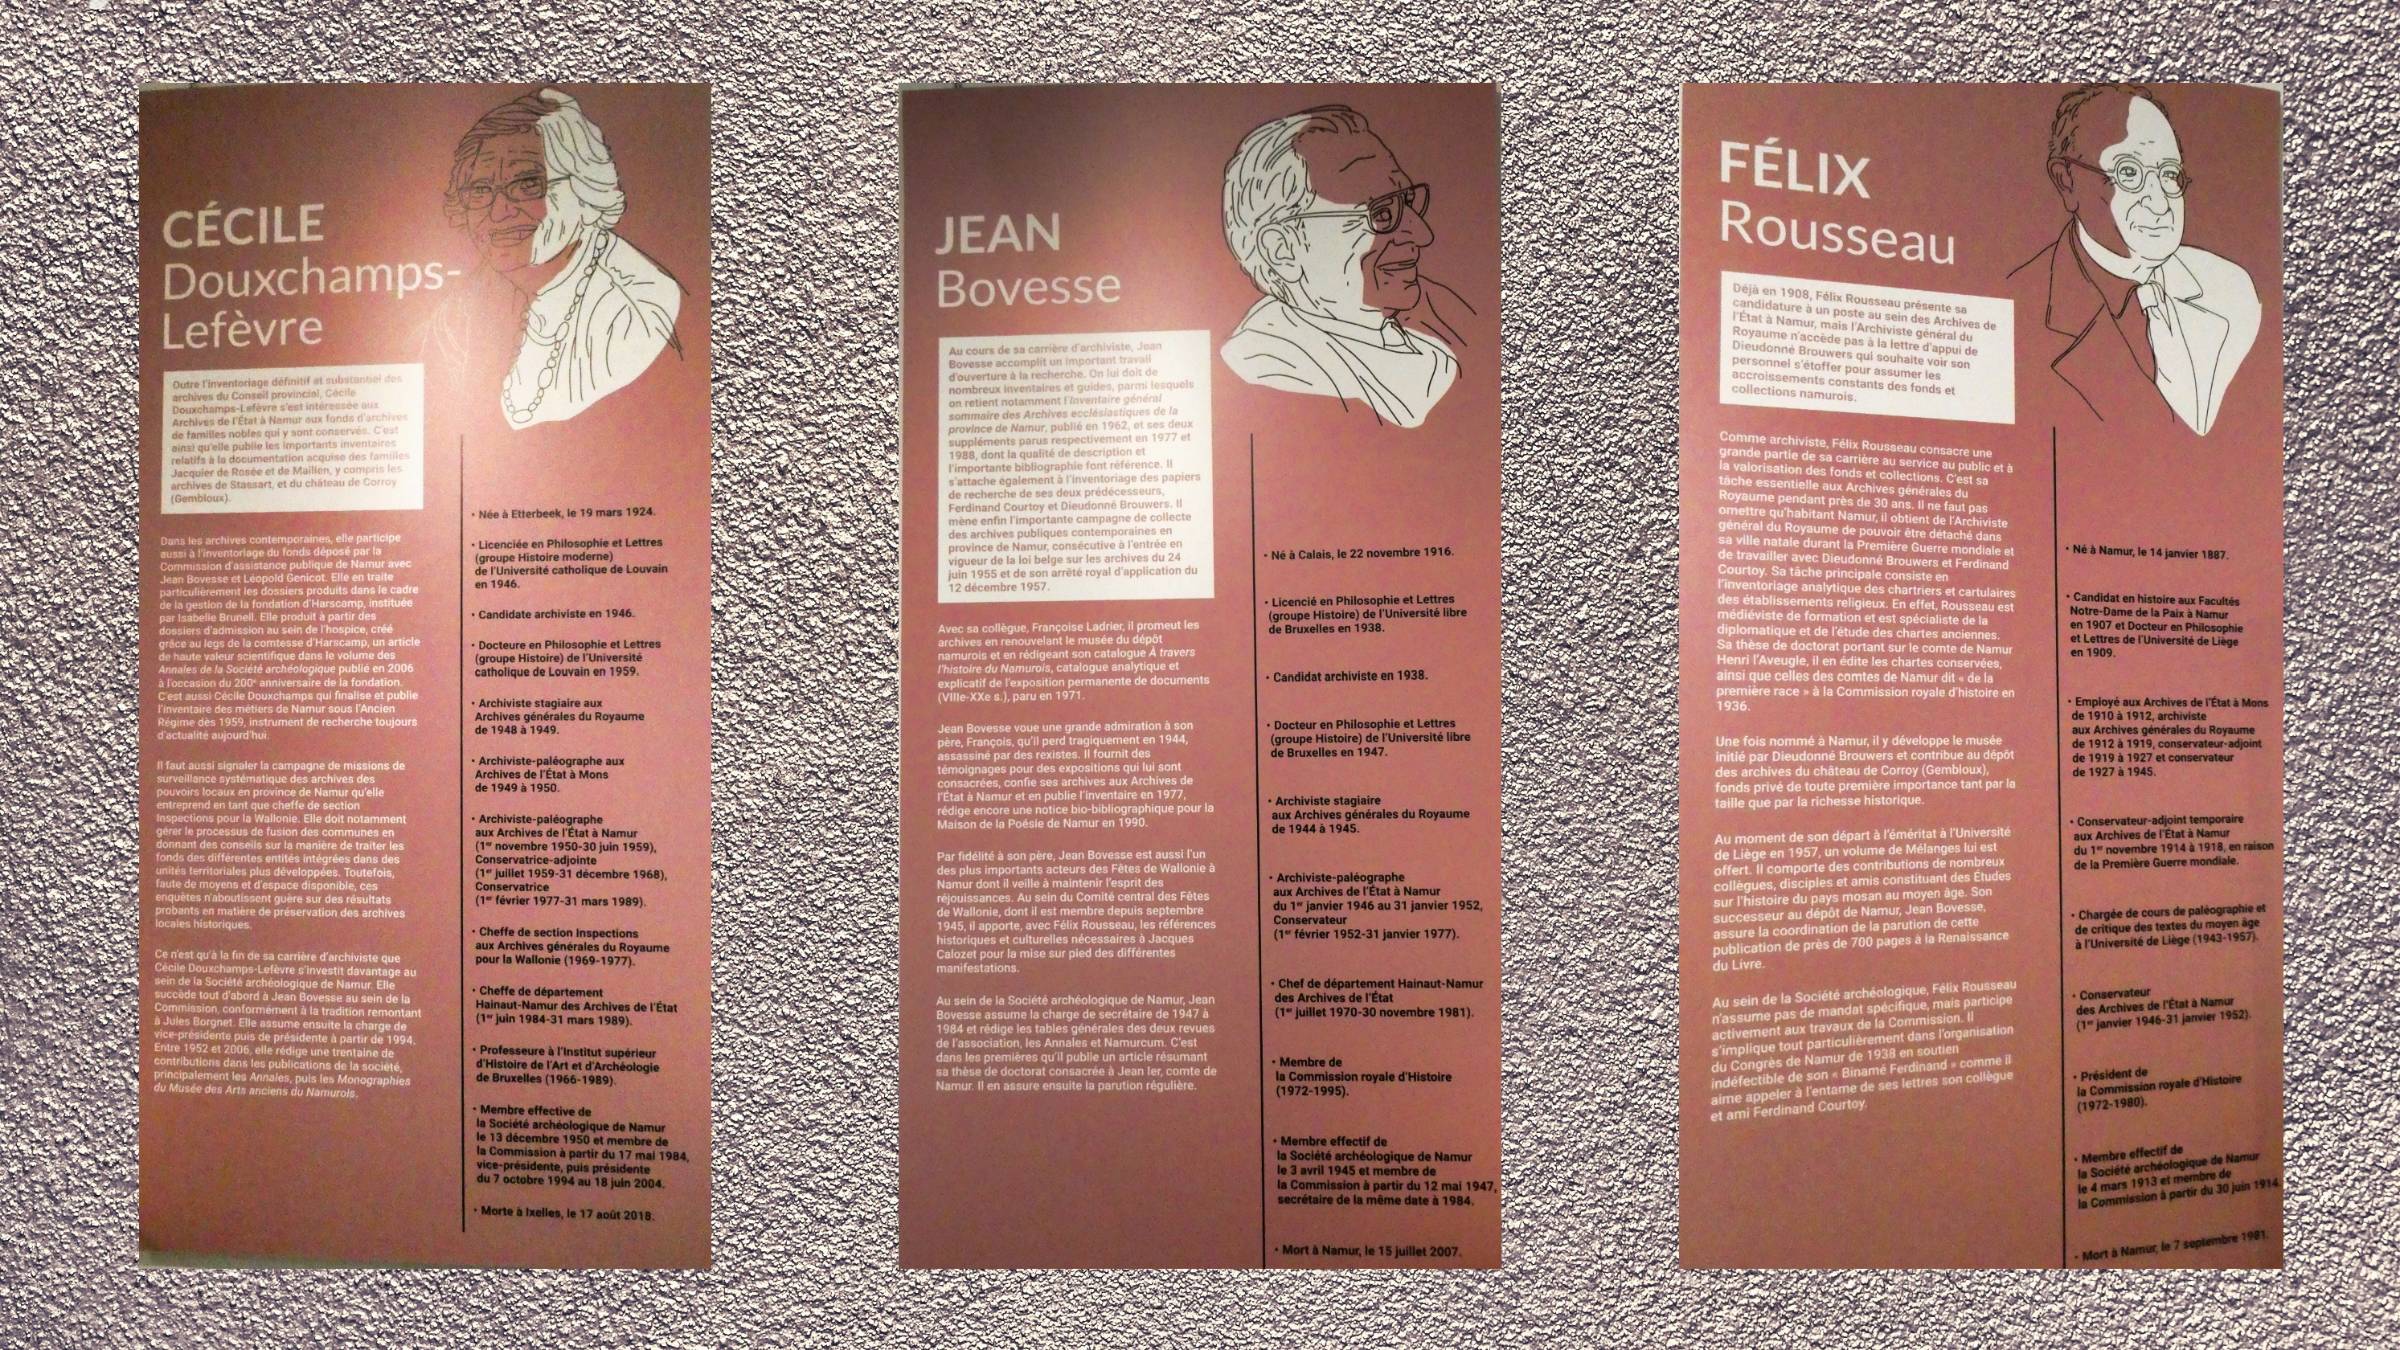 CÉCILE
Douxchamps-
Lefèvre
Outre l'inventoriage définitif et substantiel des
archives du Conseil provincial, Cécile
Douxchamps-Lefèvre s'est intéressée aux
Archives de l'État à Namur aux fonds d'archives
de familles nobles qui y sont conservés. C'est
ainsi qu'elle publie les importants inventaires
relatifs à la documentation acquise des familles
Jacquier de Rosée et de Maillen, y compris les
archives de Stassart, et du château de Corroy
(Gembloux).
Dans les archives contemporaines, elle participe
aussi à l'inventoriage du fonds déposé par la
Commission d'assistance publique de Namur avec
Jean Bovesse et Léopold Genicot. Elle en traite
particulièrement les dossiers produits dans le cadre
de la gestion de la fondation d'Harscamp, instituée
par Isabelle Brunell. Elle produit à partir des
dossiers d'admission au sein de l'hospice, créé
grâce au legs de la comtesse d'Harscamp, un article
de haute valeur scientifique dans le volume des
Annales de la Société archéologique publié en 2006
à l'occasion du 200e anniversaire de la fondation.
C'est aussi Cécile Douxchamps qui finalise et publie
l'inventaire des métiers de Namur sous l'Ancien
Régime dès 1959, instrument de recherche toujours
d'actualité aujourd'hui.
Il faut aussi signaler la campagne de missions de
surveillance systématique des archives des
pouvoirs locaux en province de Namur qu'elle
entreprend en tant que cheffe de section
Inspections pour la Wallonie. Elle doit notamment
gérer le processus de fusion des communes en
donnant des conseils sur la manière de traiter les
fonds des différentes entités intégrées dans des
unités territoriales plus développées. Toutefois,
faute de moyens et d'espace disponible, ces
enquêtes n'aboutissent guère sur des résultats
probants en matière de préservation des archives
locales historiques.
Ce n'est qu'à la fin de sa carrière d'archiviste que
Cécile Douxchamps-Lefèvre s'investit davantage au
sein de la Société archéologique de Namur. Elle
succède tout d'abord à Jean Bovesse au sein de la
Commission, conformément à la tradition remontant
à Jules Borgnet. Elle assume ensuite la charge de
vice-présidente puis de présidente à partir de 1994.
Entre 1952 et 2006, elle rédige une trentaine de
contributions dans les publications de la société,
principalement les Annales, puis les Monographies
du Musée des Arts anciens du Namurois.
• Née à Etterbeek, le 19 mars 1924.
• Licenciée en Philosophie et Lettres
(groupe Histoire moderne)
de l'Université catholique de Louvain
en 1946.
• Candidate archiviste en 1946.
• Docteure en Philosophie et Lettres
(groupe Histoire) de l'Université
catholique de Louvain en 1959.
• Archiviste stagiaire aux
Archives générales du Royaume
de 1948 à 1949.
• Archiviste-paléographe aux
Archives de l'État à Mons
de 1949 à 1950.
• Archiviste-paléographe
aux Archives de l'État à Namur
(1er novembre 1950-30 juin 1959),
Conservatrice-adjointe
(1er juillet 1959-31 décembre 1968),
Conservatrice
(1er février 1977-31 mars 1989).
• Cheffe de section Inspections
aux Archives générales du Royaume
pour la Wallonie (1969-1977).
• Cheffe de département
Hainaut-Namur des Archives de l'État
(1er juin 1984-31 mars 1989).
• Professeure à l'Institut supérieur
d'Histoire de l'Art et d'Archéologie
de Bruxelles (1966-1989).
• Membre effective de
la Société archéologique de Namur
le 13 décembre 1950 et membre de
la Commission à partir du 17 mai 1984,
vice-présidente, puis présidente
du 7 octobre 1994 au 18 juin 2004.
• Morte à Ixelles, le 17 août 2018.
JEAN
Bovesse
Au cours de sa carrière d'archiviste, Jean
Bovesse accomplit un important travail
d'ouverture à la recherche. On lui doit de
nombreux inventaires et guides, parmi lesquels
on retient notamment l'Inventaire général
sommaire des Archives ecclésiastiques de la
province de Namur, publié en 1962, et ses deux
suppléments parus respectivement en 1977 et
1988, dont la qualité de description et
l'importante bibliographie font référence. Il
s'attache également à l'inventoriage des papiers
de recherche de ses deux prédécesseurs,
Ferdinand Courtoy et Dieudonné Brouwers. Il
mène enfin l'importante campagne de collecte
des archives publiques contemporaines en
province de Namur, consécutive à l'entrée en
vigueur de la loi belge sur les archives du 24
juin 1955 et de son arrêté royal d'application du
12 décembre 1957.
Avec sa collègue, Françoise Ladrier, il promeut les
archives en renouvelant le musée du dépôt
namurois et en rédigeant son catalogue À travers
l'histoire du Namurois, catalogue analytique et
explicatif de l'exposition permanente de documents
(VIIIe-XXe s.), paru en 1971.
Jean Bovesse voue une grande admiration à son
père, François, qu'il perd tragiquement en 1944,
assassiné par des rexistes. Il fournit des
témoignages pour des expositions qui lui sont
consacrées, confie ses archives aux Archives de
l'État à Namur et en publie l'inventaire en 1977,
rédige encore une notice bio-bibliographique pour la
Maison de la Poésie de Namur en 1990.
Par fidélité à son père, Jean Bovesse est aussi l'un
des plus importants acteurs des Fêtes de Wallonie à
Namur dont il veille à maintenir l'esprit des
réjouissances. Au sein du Comité central des Fêtes
de Wallonie, dont il est membre depuis septembre
1945, il apporte, avec Félix Rousseau, les références
historiques et culturelles nécessaires à Jacques
Calozet pour la mise sur pied des différentes
manifestations.
Au sein de la Société archéologique de Namur, Jean
Bovesse assume la charge de secrétaire de 1947 à
1984 et rédige les tables générales des deux revues
de l'association, les Annales et Namurcum. C'est
dans les premières qu'il publie un article résumant
sa thèse de doctorat consacrée à Jean Ier, comte de
Namur. Il en assure ensuite la parution régulière.
• Né à Calais, le 22 novembre 1916.
• Licencié en Philosophie et Lettres
(groupe Histoire) de l'Université libre
de Bruxelles en 1938.
• Candidat archiviste en 1938.
• Docteur en Philosophie et Lettres
(groupe Histoire) de l'Université libre
de Bruxelles en 1947.
• Archiviste stagiaire
aux Archives générales du Royaume
de 1944 à 1945.
• Archiviste-paléographe
aux Archives de l'État à Namur
du 1er janvier 1946 au 31 janvier 1952,
Conservateur
(1er février 1952-31 janvier 1977).
• Chef de département Hainaut-Namur
des Archives de l'État
(1er juillet 1970-30 novembre 1981).
• Membre de
la Commission royale d'Histoire
(1972-1995).
• Membre effectif de
la Société archéologique de Namur
le 3 avril 1945 et membre de
la Commission à partir du 12 mai 1947,
secrétaire de la même date à 1984.
• Mort à Namur, le 15 juillet 2007.
FÉLIX
Rousseau
Déjà en 1908, Félix Rousseau présente sa
candidature à un poste au sein des Archives de
l'État à Namur, mais l'Archiviste général du
Royaume n'accède pas à la lettre d'appui de
Dieudonné Brouwers qui souhaite voir son
personnel s'étoffer pour assumer les
accroissements constants des fonds et
collections namurois.
Comme archiviste, Félix Rousseau consacre une
grande partie de sa carrière au service au public et à
la valorisation des fonds et collections. C'est sa
tâche essentielle aux Archives générales du
Royaume pendant près de 30 ans. Il ne faut pas
omettre qu'habitant Namur, il obtient de l'Archiviste
général du Royaume de pouvoir être détaché dans
sa ville natale durant la Première Guerre mondiale et
de travailler avec Dieudonné Brouwers et Ferdinand
Courtoy. Sa tâche principale consiste en
l'inventoriage analytique des chartriers et cartulaires
des établissements religieux. En effet, Rousseau est
médiéviste de formation et est spécialiste de la
diplomatique et de l'étude des chartes anciennes.
Sa thèse de doctorat portant sur le comte de Namur
Henri l'Aveugle, il en édite les chartes conservées,
ainsi que celles des comtes de Namur dit « de la
première race » à la Commission royale d'histoire en
1936.
Une fois nommé à Namur, il y développe le musée
initié par Dieudonné Brouwers et contribue au dépôt
des archives du château de Corroy (Gembloux),
fonds privé de toute première importance tant par la
taille que par la richesse historique.
Au moment de son départ à l'éméritat à l'Université
de Liège en 1957, un volume de Mélanges lui est
offert. Il comporte des contributions de nombreux
collègues, disciples et amis constituant des Études
sur l'histoire du pays mosan au moyen âge. Son
successeur au dépôt de Namur, Jean Bovesse,
assure la coordination de la parution de cette
publication de près de 700 pages à la Renaissance
du Livre.
Au sein de la Société archéologique, Félix Rousseau
n'assume pas de mandat spécifique, mais participe
activement aux travaux de la Commission. Il
s'implique tout particulièrement dans l'organisation
du Congrès de Namur de 1938 en soutien
indéfectible de son « Binamé Ferdinand » comme il
aime appeler à l'entame de ses lettres son collègue
et ami Ferdinand Courtoy.
• Né à Namur, le 14 janvier 1887.
• Candidat en histoire aux Facultés
Notre-Dame de la Paix à Namur
en 1907 et Docteur en Philosophie
et Lettres de l'Université de Liège
en 1909.
• Employé aux Archives de l'État à Mons
de 1910 à 1912, archiviste
aux Archives générales du Royaume
de 1912 à 1919, conservateur-adjoint
de 1919 à 1927 et conservateur
de 1927 à 1945.
• Conservateur-adjoint temporaire
aux Archives de l'État à Namur
du 1er novembre 1914 à 1918, en raison
de la Première Guerre mondiale.
• Chargée de cours de paléographie et
de critique des textes du moyen âge
à l'Université de Liège (1943-1957).
• Conservateur
des Archives de l'État à Namur
(1er janvier 1946-31 janvier 1952).
• Président de
la Commission royale d'Histoire
(1972-1980).
• Membre effectif de
la Société archéologique de Namur
le 4 mars 1913 et membre de
la Commission à partir du 30 juin 1914.
• Mort à Namur, le 7 septembre 1981.